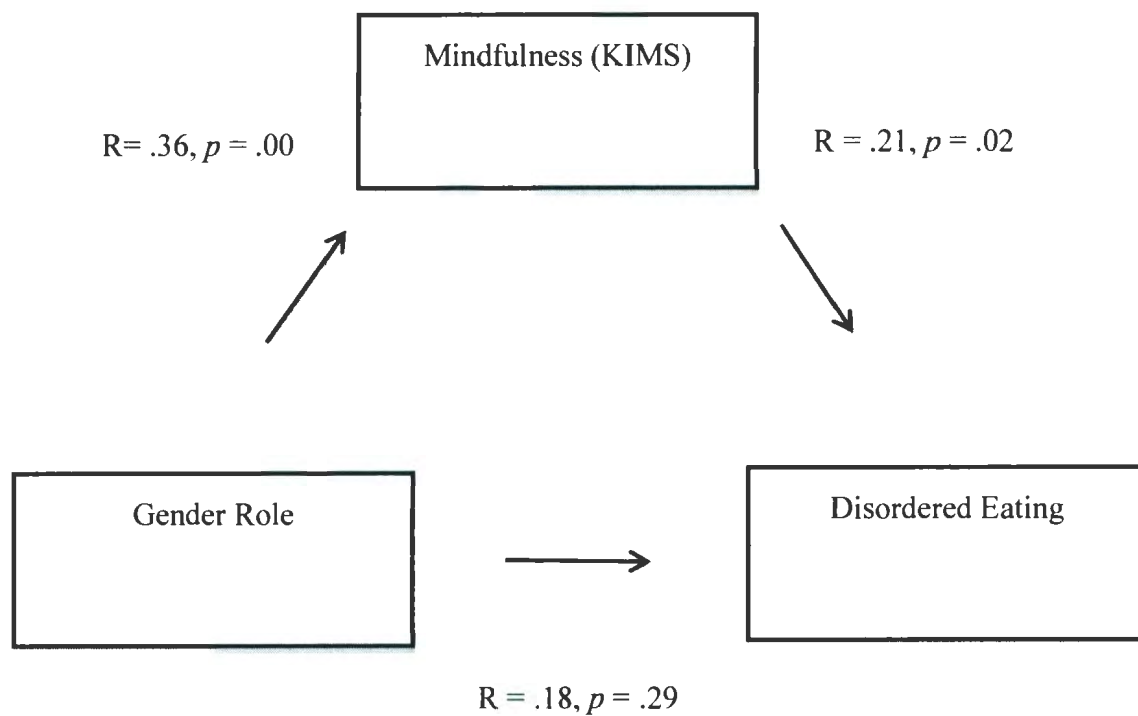 Mindfulness (KIMS)
R= .36, p = .00
R = .21, p = .02
Gender Role
Disordered Eating
R = .18, p = .29